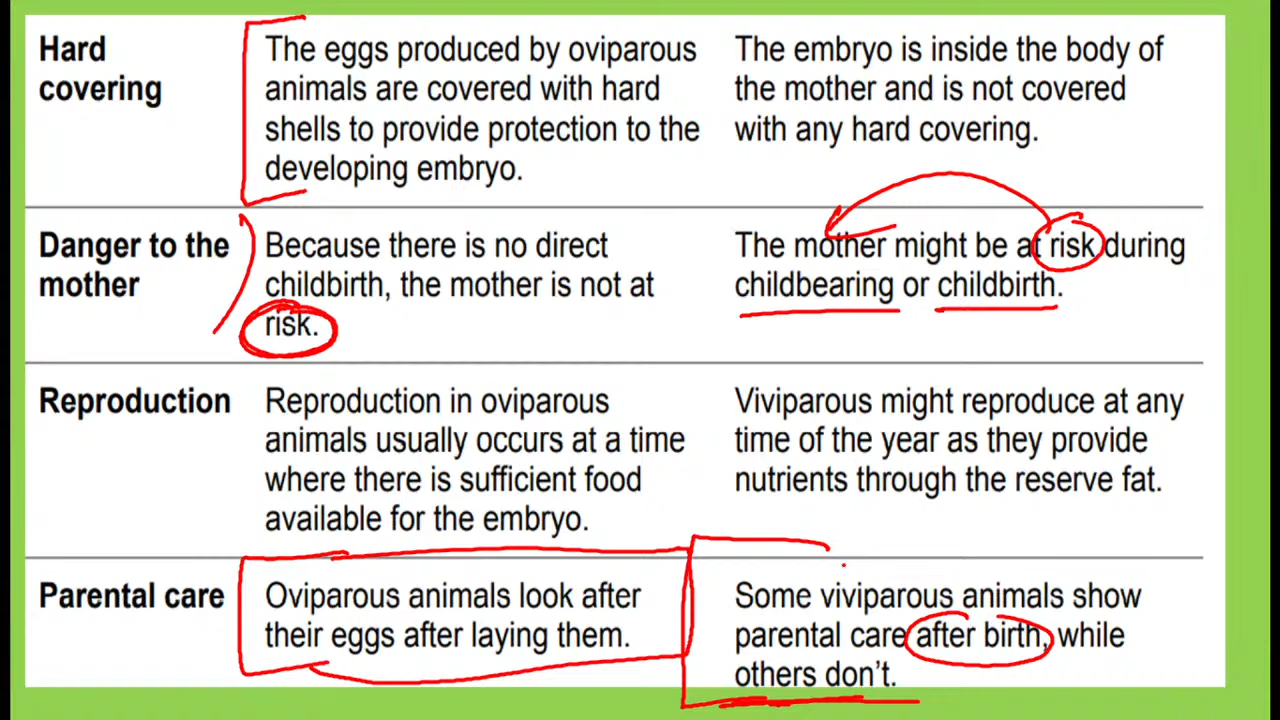 Hard
covering
The eggs produced by oviparous
animals are covered with hard
shells to provide protection to the
developing embryo.
The embryo is inside the body of
the mother and is not covered
with any hard covering.
Danger to the
mother
Because there is no direct
childbirth, the mother is not at
risk.
The mother might be at risk during
childbearing or childbirth.
Reproduction
Reproduction in oviparous
animals usually occurs at a time
where there is sufficient food
available for the embryo.
Viviparous might reproduce at any
time of the year as they provide
nutrients through the reserve fat.
Parental care
Oviparous animals look after
their eggs after laying them.
Some viviparous animals show
parental care after birth, while
others don't.